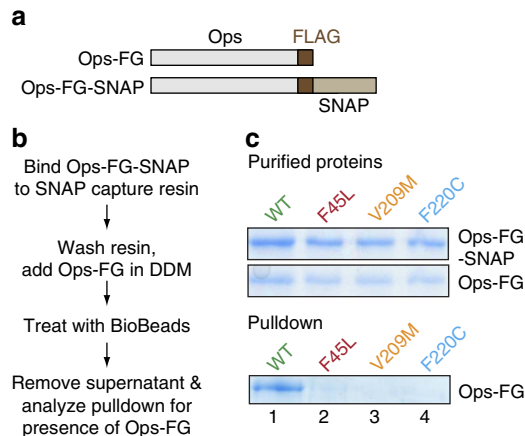 a
Ops FLAG
Ops-FG
Ops-FG-SNAP
SNAP
b
Bind Ops-FG-SNAP
to SNAP capture resin
Wash resin,
add Ops-FG in DDM
Treat with BioBeads
Remove supernatant &
analyze pulldown for
presence of Ops-FG
c
Purified proteins
WT F45L V209M F220C
Ops-FG
-SNAP
Ops-FG
Pulldown
WT F45L V209M F220C
Ops-FG
1 2 3 4